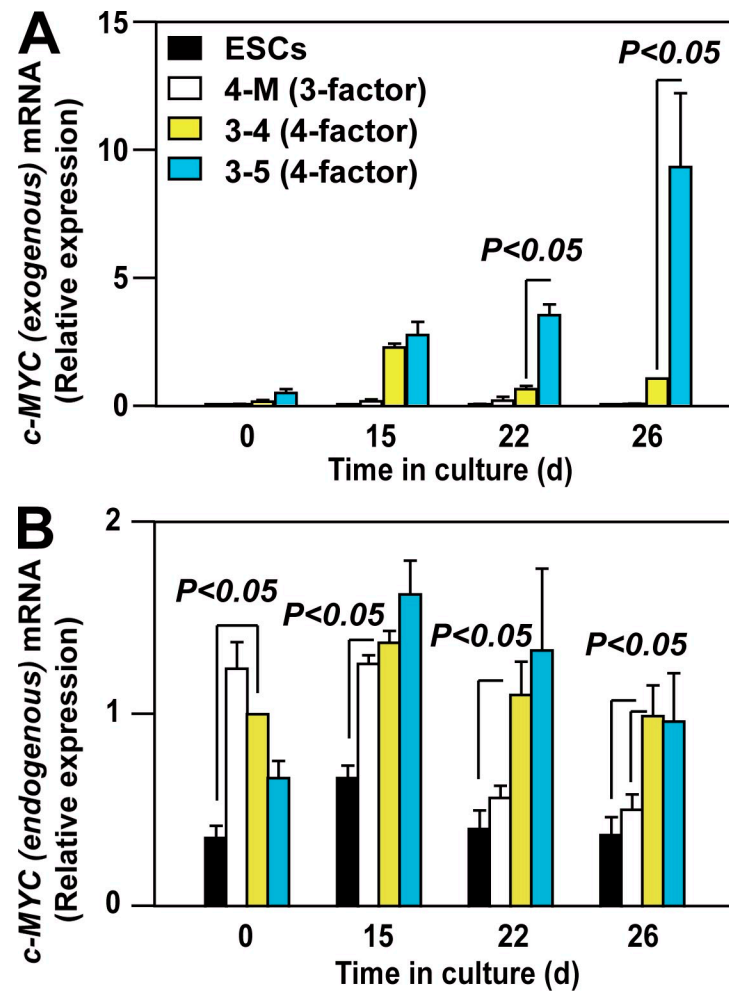 A
c-MYC (exogenous) mRNA
(Relative expression)
15
10
5
0
ESCs
4-M (3-factor)
3-4 (4-factor)
3-5 (4-factor)
P<0.05
P<0.05
0 15 22 26
Time in culture (d)
B
c-MYC (endogenous) mRNA
(Relative expression)
2
1
0
P<0.05
P<0.05
P<0.05
P<0.05
0 15 22 26
Time in culture (d)